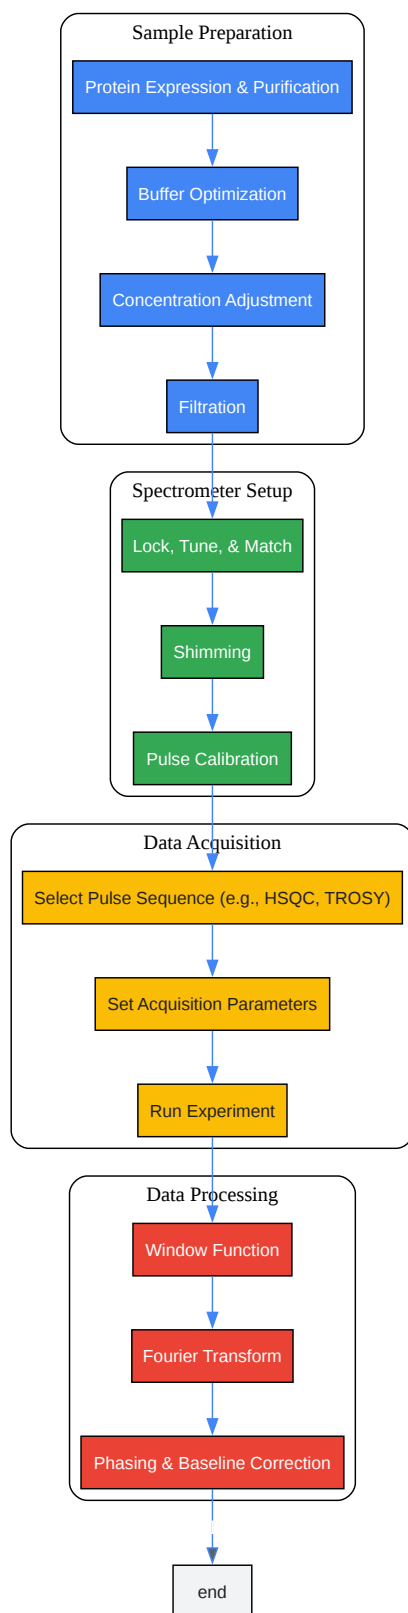 Sample Preparation
Protein Expression & Purification
Buffer Optimization
Concentration Adjustment
Filtration
Spectrometer Setup
Lock, Tune, & Match
Shimming
Pulse Calibration
Data Acquisition
Select Pulse Sequence (e.g., HSQC, TROSY)
Set Acquisition Parameters
Run Experiment
Data Processing
Window Function
Fourier Transform
Phasing & Baseline Correction
end